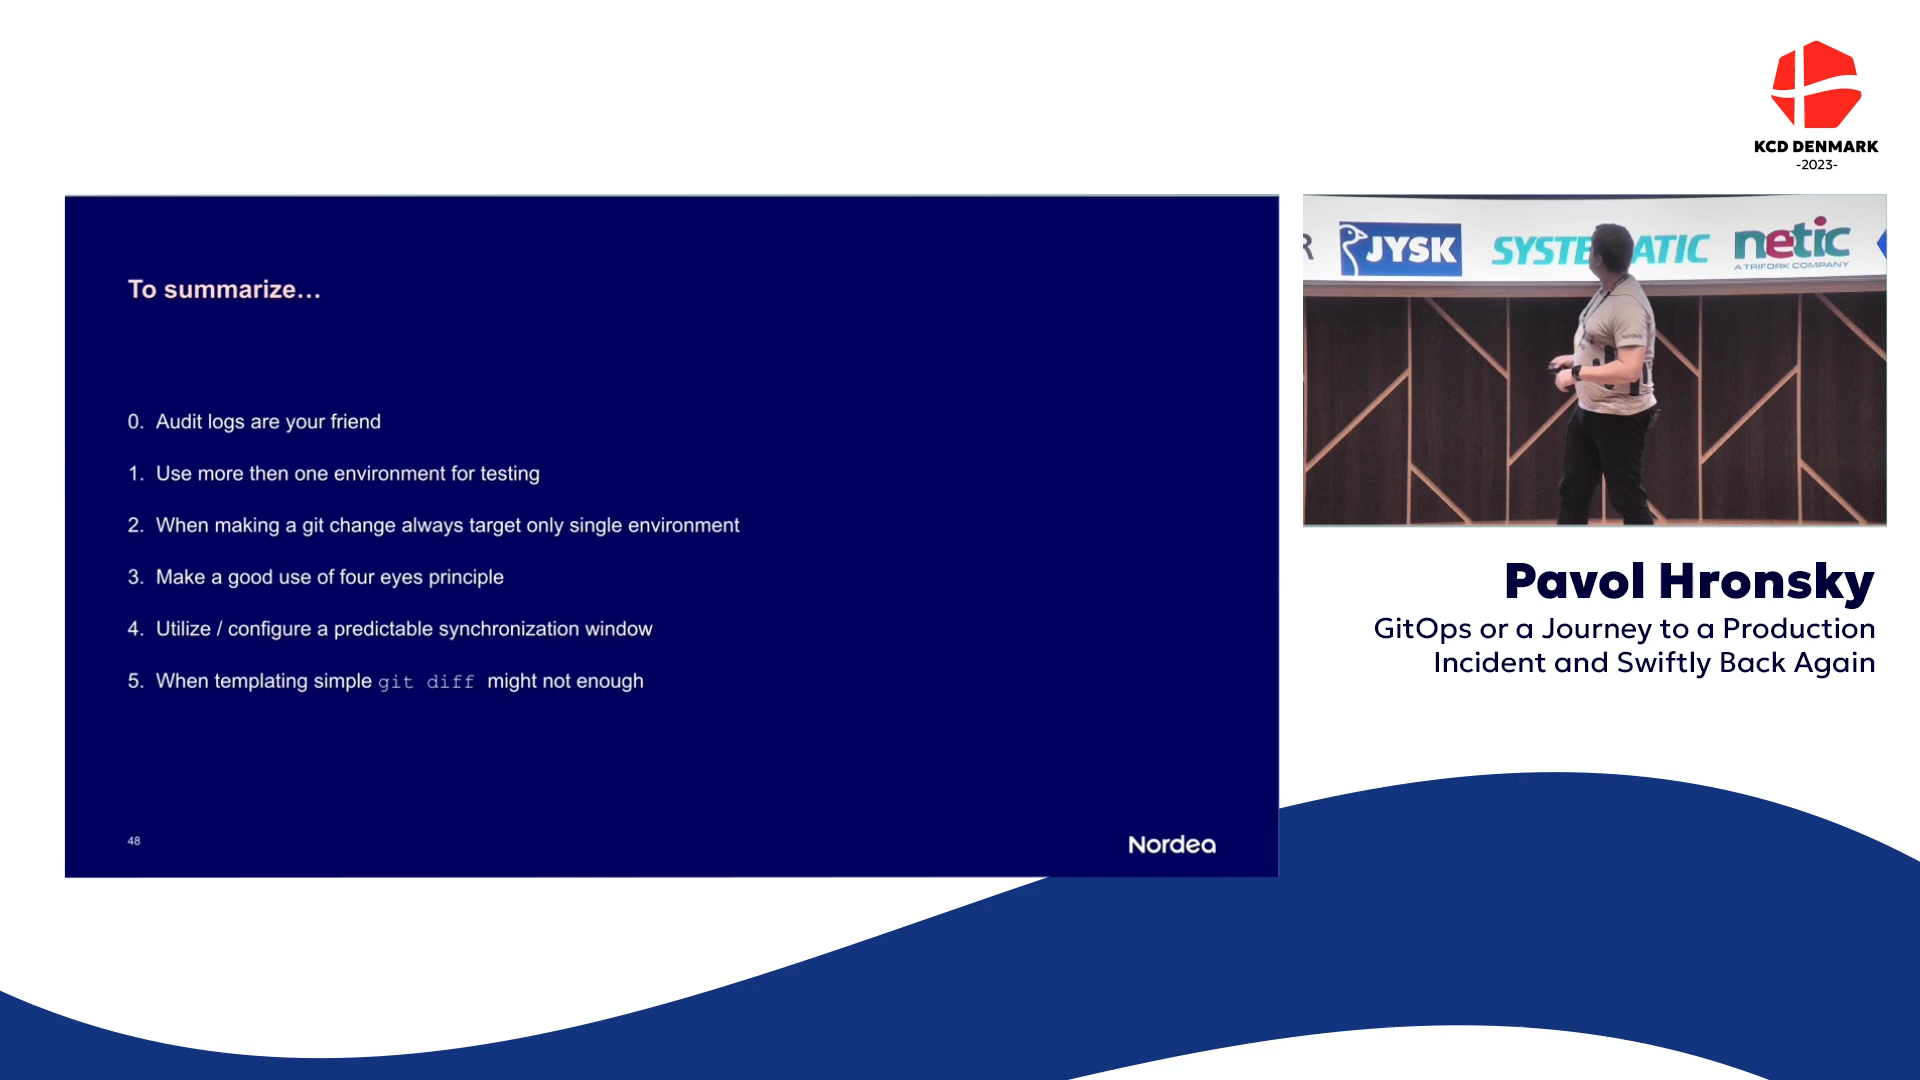 KCD DENMARK
-2023-
To summarize…
0. Audit logs are your friend
1. Use more then one environment for testing
2. When making a git change always target only single environment
3. Make a good use of four eyes principle
4. Utilize / configure a predictable synchronization window
5. When templating simple git diff might not enough
48
Nordea
R
JYSK
SYSTE ATIC
netic
A TRIFORK COMPANY
Nordea
Pavol Hronsky
GitOps or a Journey to a Production
Incident and Swiftly Back Again